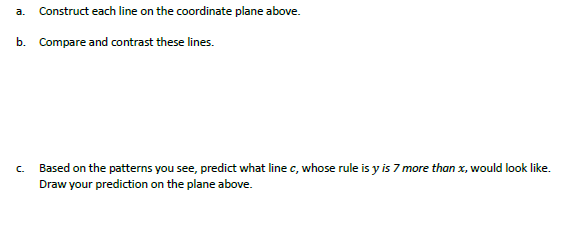 a. Construct each line on the coordinate plane above.
b. Compare and contrast these lines.
c. Based on the patterns you see, predict what line c, whose rule is y is 7 more than x, would look like.
Draw your prediction on the plane above.